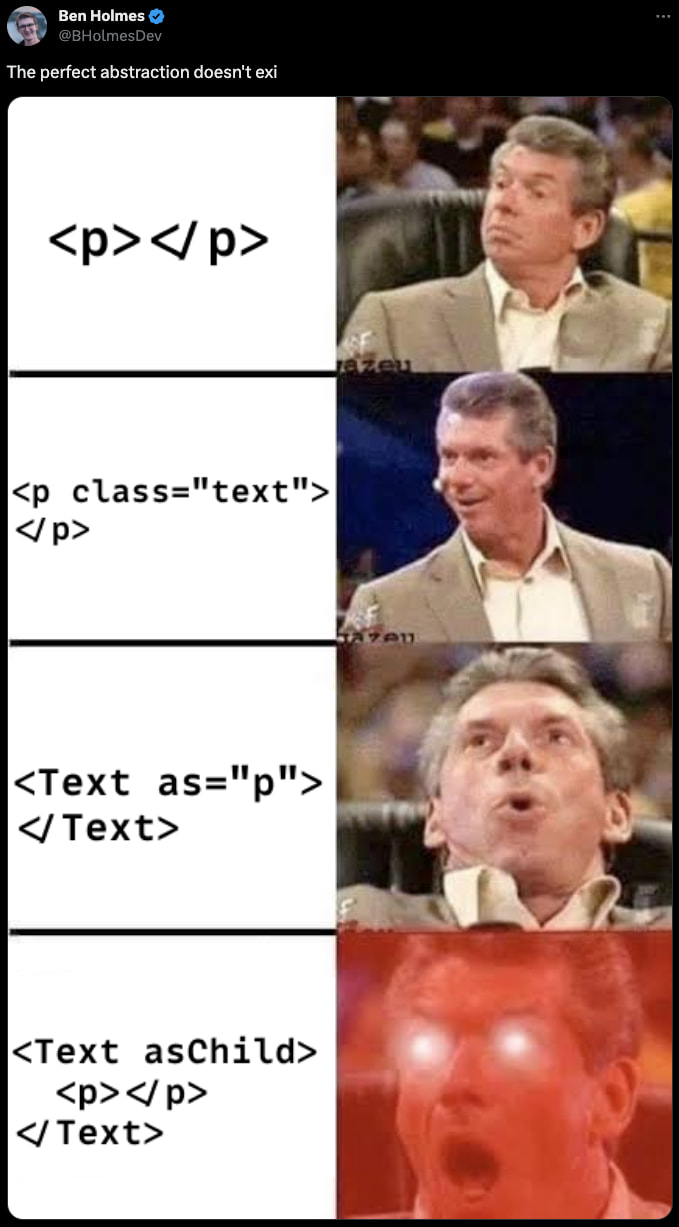 Ben Holmes
@BHolmesDev
The perfect abstraction doesn't exi
<p></p>
<p class="text">
</p>
<Text as="p">
</Text>
<Text asChild>
<p></p>
</Text>